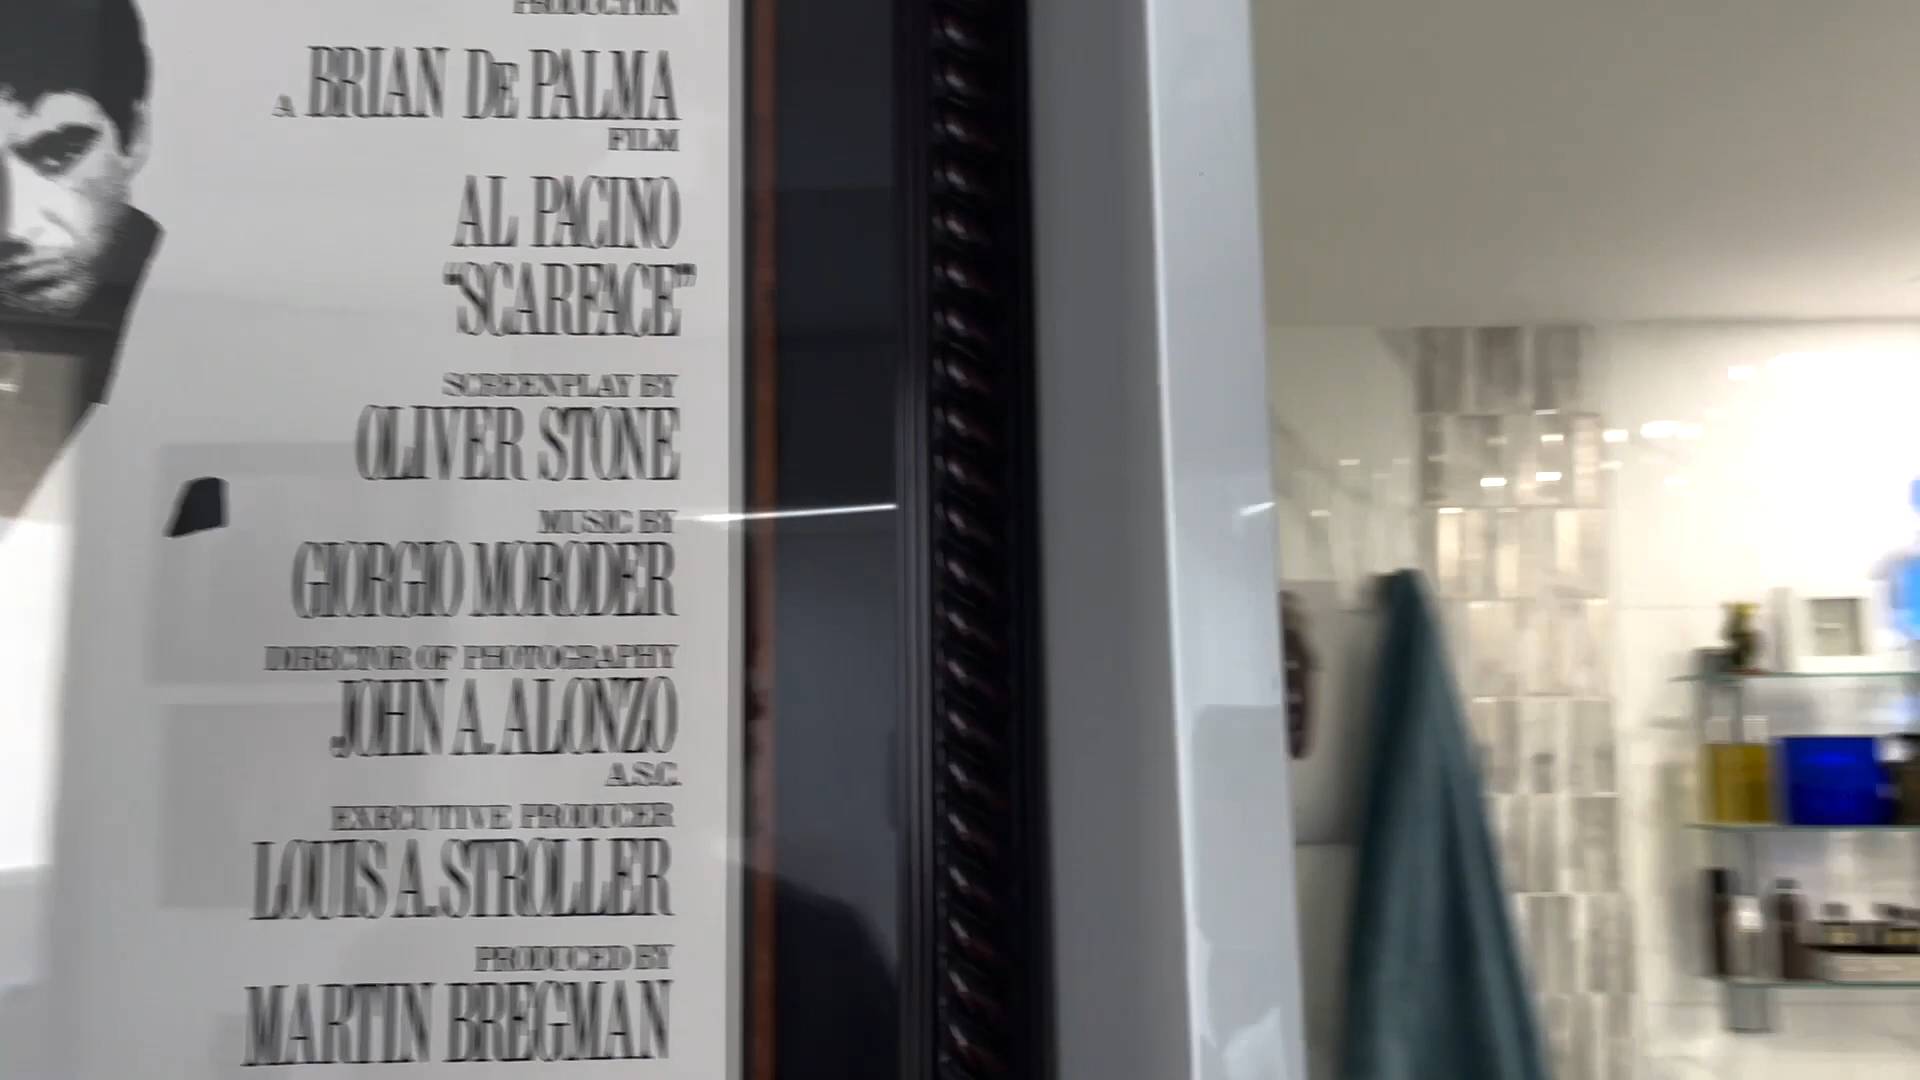 PRODUCTION
A BRIAN DE PALMA
FILM
AL PACINO
"SCARFACE"
SCREENPLAY BY
OLIVER STONE
MUSIC BY
GIORGIO MORODER
DIRECTOR OF PHOTOGRAPHY
JOHN A. ALONZO
A.S.C.
EXECUTIVE PRODUCER
LOUIS A. STROLLER
PRODUCED BY
MARTIN BREGMAN